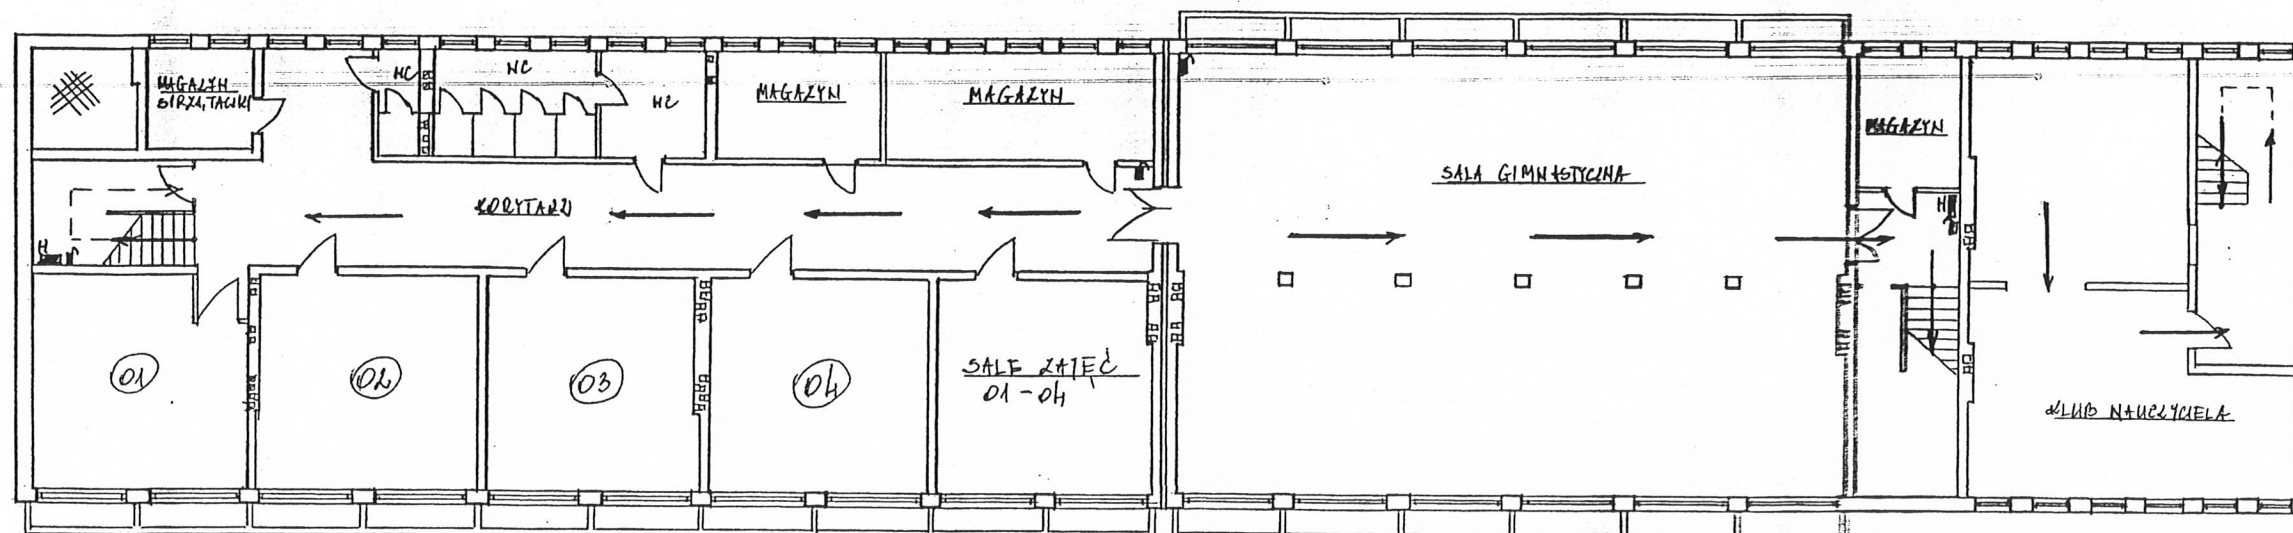 MAGAZYN
WC
WC
WC
MAGAZYN
MAGAZYN
MAGAZYN
SALA GIMNASTYCZNA
KORYTARZ
H
H
01
02
03
04
SALE ZAJĘĆ
01-04
KLUB NAUCZYCIELA